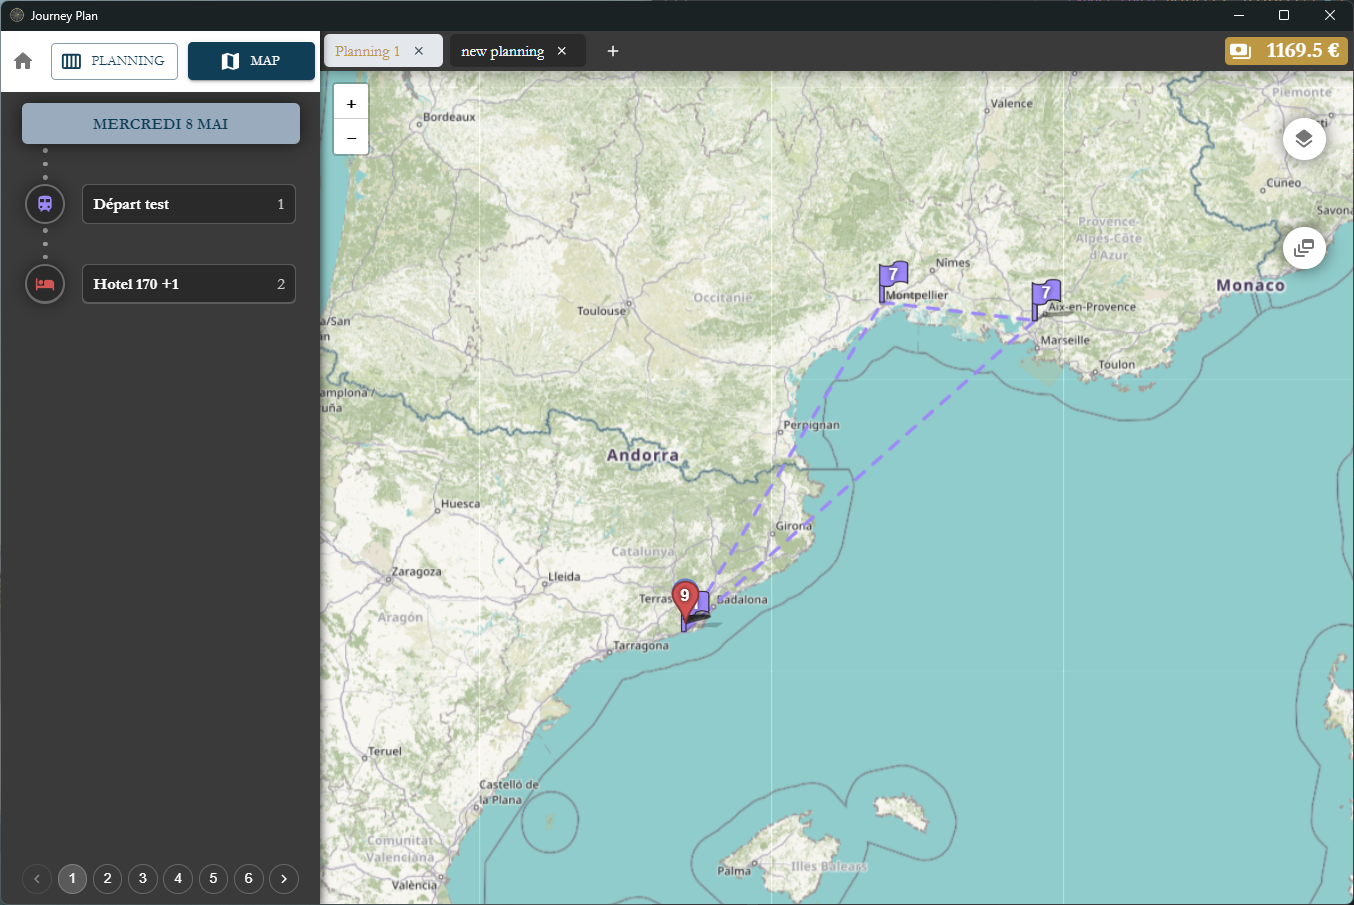 Journey Plan
PLANNING
MAP
Planning 1
new planning
1169.5 €
MERCREDI 8 MAI
Départ test
1
Hotel 170 +1
2
1
2
3
4
5
6
+
−
Bordeaux
Valence
Piemonte
Cuneo
Savona
Provence-
Alpes-Côte
d'Azur
Nîmes
7
Montpellier
7
Aix-en-Provence
Monaco
Marseille
Toulon
Occitanie
Toulouse
a/San
an
amplona /
uña
Perpignan
Andorra
Huesca
Girona
Catalunya
Zaragoza
Lleida
Terras
9
Badalona
Aragón
Tarragona
Teruel
Castelló de
la Plana
Comunitat
Valenciana
València
Palma
Illes Balears